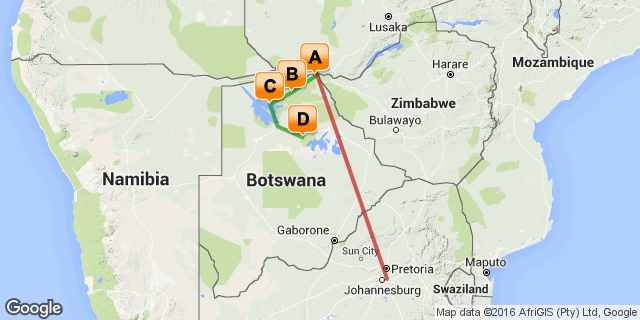 Lusaka
A
Harare
Mozambique
B
C
Zimbabwe
Bulawayo
D
Namibia
Botswana
Gaborone
Sun City
Pretoria
Maputo
Johannesburg
Swaziland
Google
Map data ©2016 AfriGIS (Pty) Ltd, Google